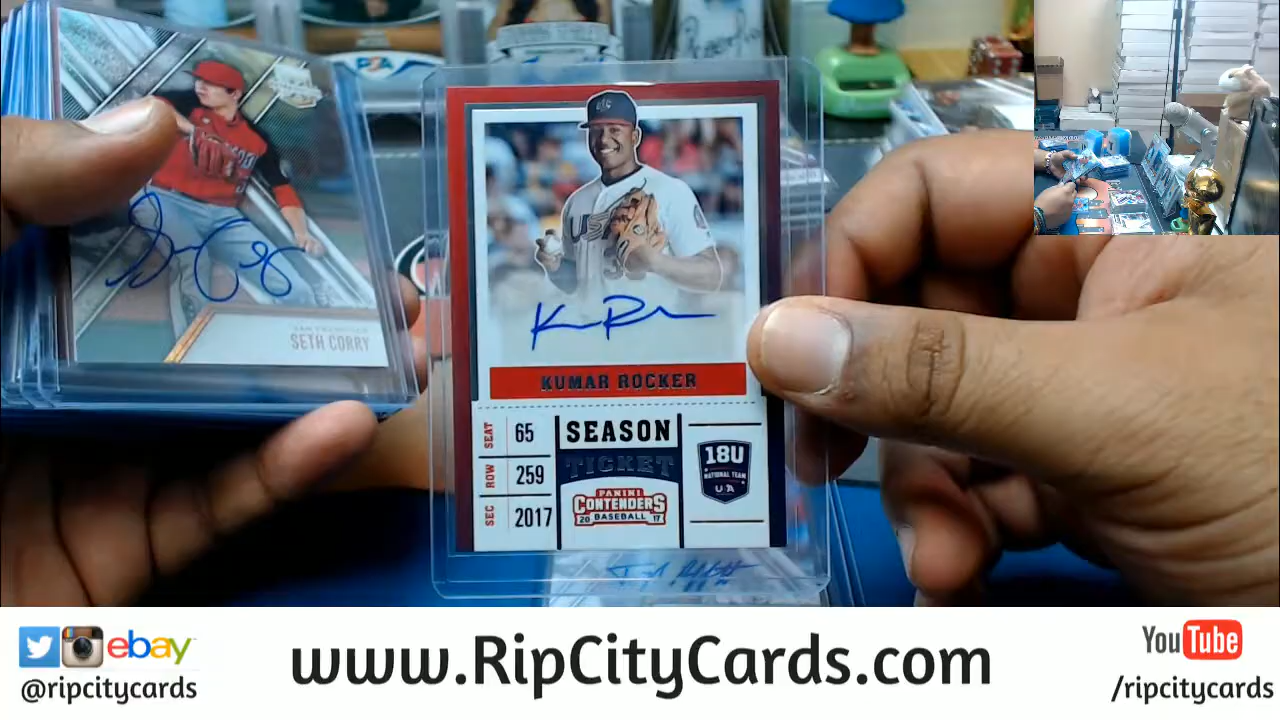 SETH CORRY
USA
K R
KUMAR ROCKER
SEAT 65
ROW 259
SEC 2017
SEASON
TICKET
PANINI
CONTENDERS
20 BASEBALL 17
18U
NATIONAL TEAM
USA
ebay
@ripcitycards
www.RipCityCards.com
YouTube
/ripcitycards